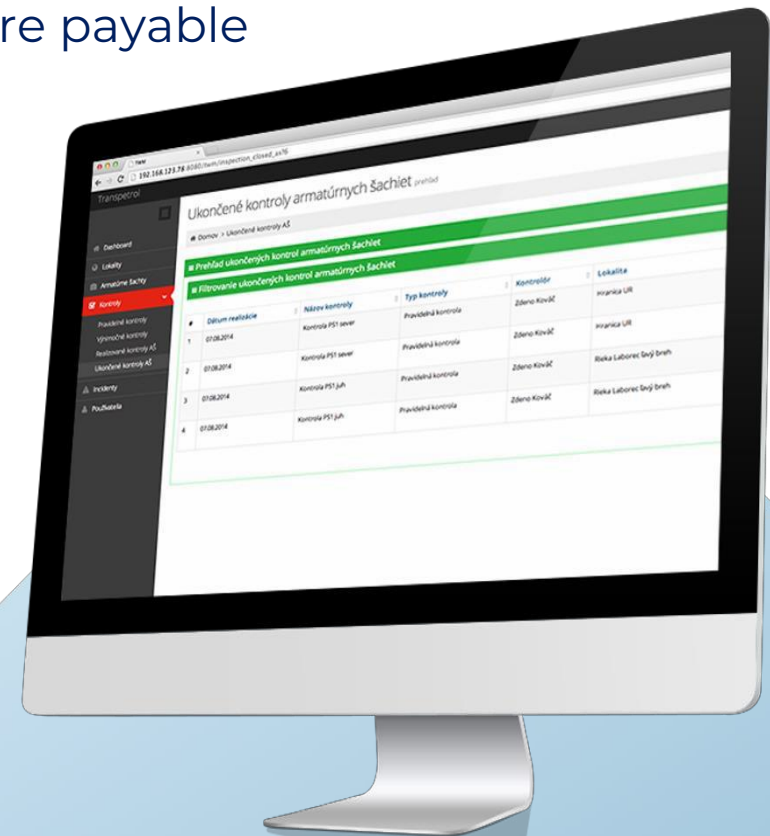 re payable
TWM
192.168.123.78:8080/twm/inspection_closed_as?6
Transpetrol
Dashboard
Lokality
Armatúrne šachty
Kontroly
Pravidelné kontroly
Výnimočné kontroly
Realizované kontroly AŠ
Ukončené kontroly AŠ
Incidenty
Používatelia
Ukončené kontroly armatúrnych šachiet prehľad
Domov > Ukončené kontroly AŠ
Prehľad ukončených kontrol armatúrnych šachiet
Filtrovanie ukončených kontrol armatúrnych šachiet
# Dátum realizácie Názov kontroly Typ kontroly Kontrolór Lokalita
1 07.08.2014 Kontrola PS1 sever Pravidelná kontrola Zdeno Kováč Hranica UR
2 07.08.2014 Kontrola PS1 sever Pravidelná kontrola Zdeno Kováč Hranica UR
3 07.08.2014 Kontrola PS1 juh Pravidelná kontrola Zdeno Kováč Rieka Laborec ľavý breh
4 07.08.2014 Kontrola PS1 juh Pravidelná kontrola Zdeno Kováč Rieka Laborec ľavý breh